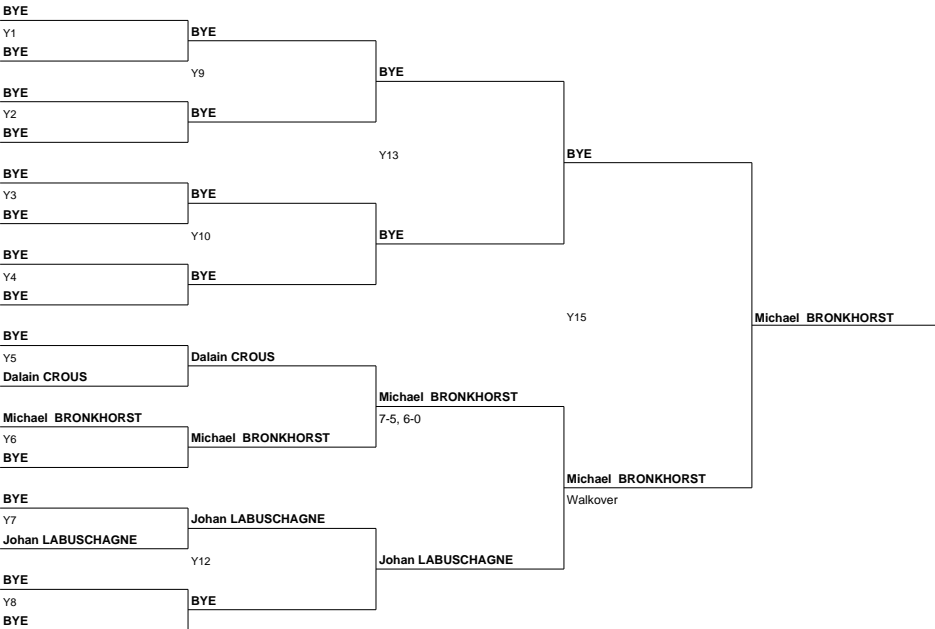 BYE
Y1
BYE
BYE
Y2
BYE
BYE
Y3
BYE
BYE
Y4
BYE
BYE
Y5
Dalain CROUS
Michael BRONKHORST
Y6
BYE
BYE
Y7
Johan LABUSCHAGNE
BYE
Y8
BYE
BYE
Y9
BYE
BYE
Y10
BYE
Dalain CROUS
Michael BRONKHORST
Johan LABUSCHAGNE
Y12
BYE
BYE
Y13
BYE
Michael BRONKHORST
7-5, 6-0
Johan LABUSCHAGNE
BYE
Y15
Michael BRONKHORST
Walkover
Michael BRONKHORST